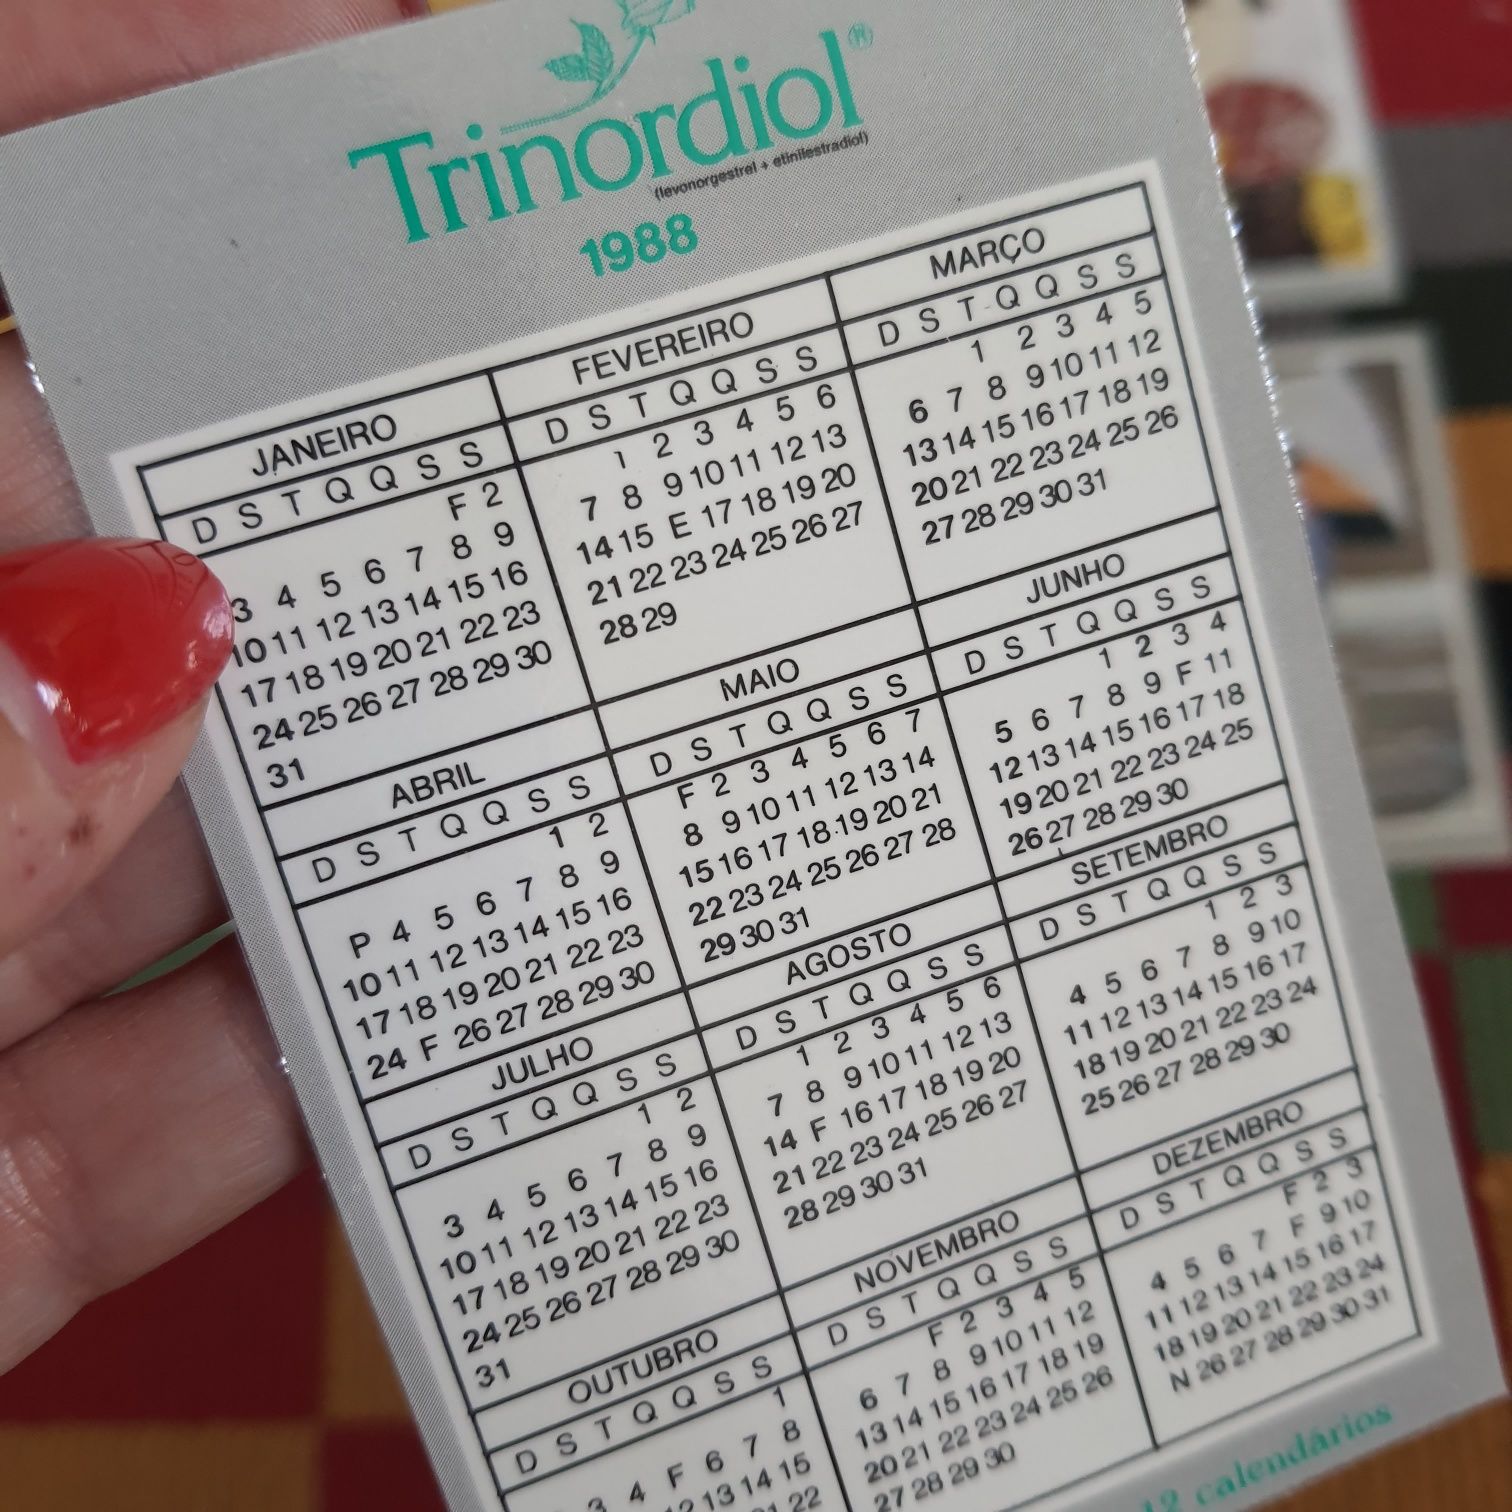 Trinordiol®
(levonorgestrel + etinilestradiol)
1988
JANEIRO
D S T Q Q S S
F 2
3 4 5 6 7 8 9
10 11 12 13 14 15 16
17 18 19 20 21 22 23
24 25 26 27 28 29 30
31
FEVEREIRO
D S T Q Q S S
1 2 3 4 5 6
7 8 9 10 11 12 13
14 15 E 17 18 19 20
21 22 23 24 25 26 27
28 29
MARÇO
D S T Q Q S S
1 2 3 4 5
6 7 8 9 10 11 12
13 14 15 16 17 18 19
20 21 22 23 24 25 26
27 28 29 30 31
ABRIL
D S T Q Q S S
1 2
P 4 5 6 7 8 9
10 11 12 13 14 15 16
17 18 19 20 21 22 23
24 F 26 27 28 29 30
MAIO
D S T Q Q S S
F 2 3 4 5 6 7
8 9 10 11 12 13 14
15 16 17 18 19 20 21
22 23 24 25 26 27 28
29 30 31
JUNHO
D S T Q Q S S
1 2 3 4
5 6 7 8 9 F 11
12 13 14 15 16 17 18
19 20 21 22 23 24 25
26 27 28 29 30
JULHO
D S T Q Q S S
1 2
3 4 5 6 7 8 9
10 11 12 13 14 15 16
17 18 19 20 21 22 23
24 25 26 27 28 29 30
31
AGOSTO
D S T Q Q S S
1 2 3 4 5 6
7 8 9 10 11 12 13
14 F 16 17 18 19 20
21 22 23 24 25 26 27
28 29 30 31
SETEMBRO
D S T Q Q S S
1 2 3
4 5 6 7 8 9 10
11 12 13 14 15 16 17
18 19 20 21 22 23 24
25 26 27 28 29 30
OUTUBRO
D S T Q Q S S
1
3 4 F 6 7 8
12 13 14 15
21 22
NOVEMBRO
D S T Q Q S S
F 2 3 4 5
6 7 8 9 10 11 12
13 14 15 16 17 18 19
20 21 22 23 24 25 26
27 28 29 30
DEZEMBRO
D S T Q Q S S
F 2 3
4 5 6 7 F 9 10
11 12 13 14 15 16 17
18 19 20 21 22 23 24
N 26 27 28 29 30 31
12 calendários